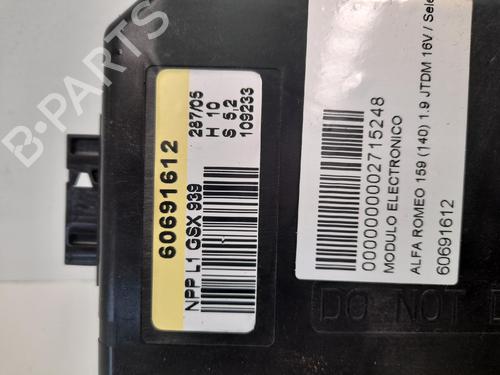 60691612
NPP L1 GSX 939
287/05
H 10
S 5,2
109233
0000000002715248
MODULO ELECTRONICO
ALFA ROMEO 159 (140) 1.9 JTDM 16V / Sele
60691612
DO NOT
B-PARTS